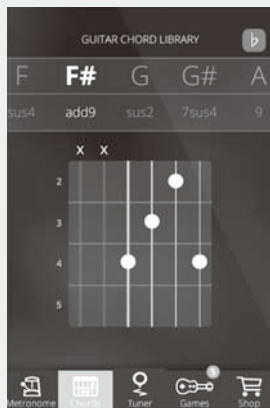 GUITAR CHORD LIBRARY ♭
F F# G G# A
sus4 add9 sus2 7sus4 9
x x
2
3
4
5
5
Metronome Chords Tuner Games Shop